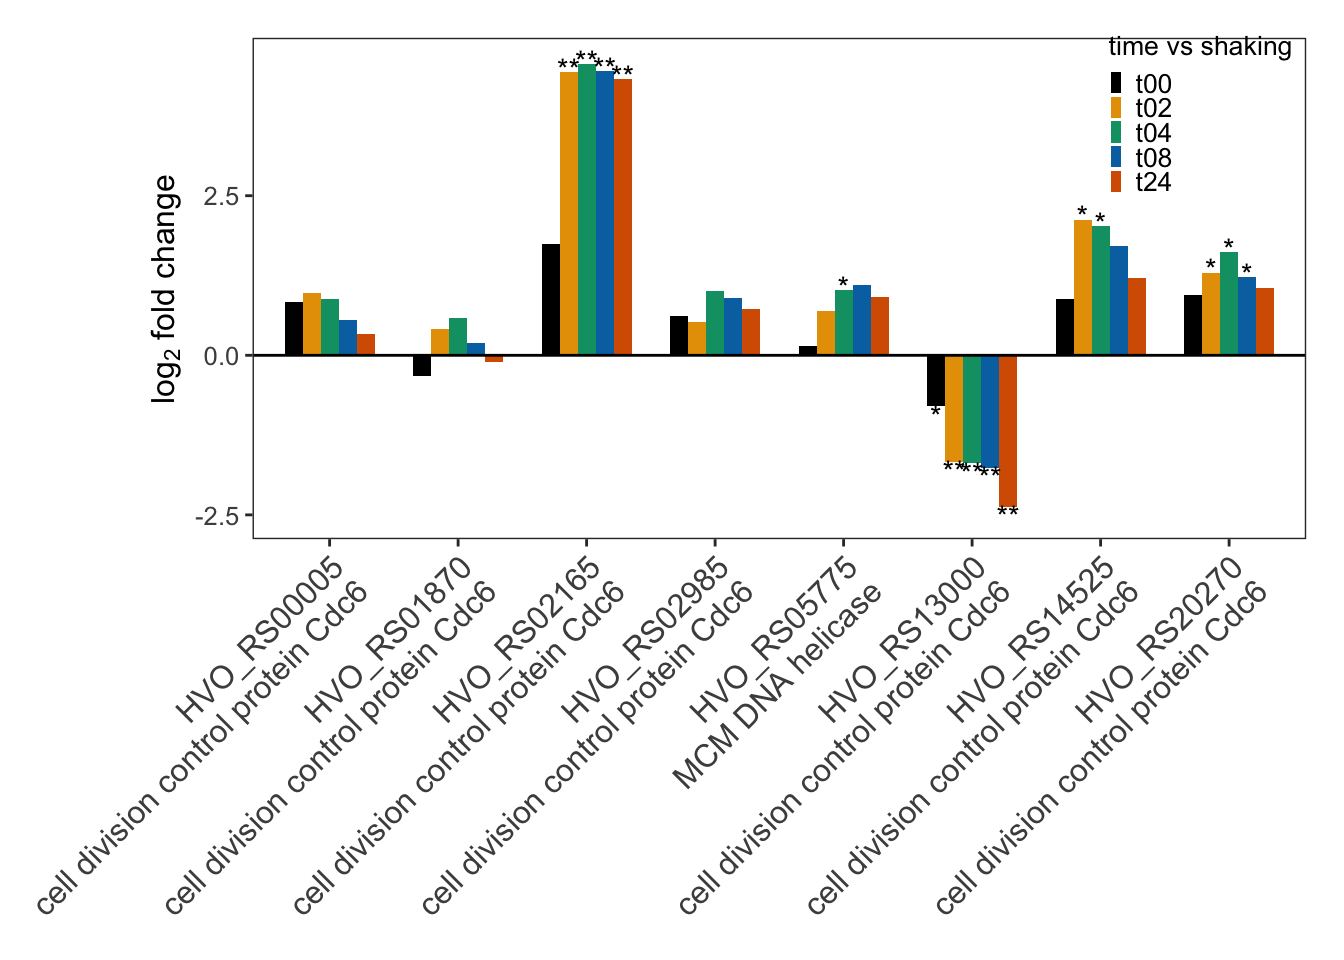 time vs shaking
t00
t02
t04
t08
t24
log2 fold change
2.5
0.0
-2.5
**
**
**
**
*
*
**
**
**
**
*
*
*
*
*
HVO_RS00005
cell division control protein Cdc6
HVO_RS01870
cell division control protein Cdc6
HVO_RS02165
cell division control protein Cdc6
HVO_RS02985
cell division control protein Cdc6
HVO_RS05775
MCM DNA helicase
HVO_RS13000
cell division control protein Cdc6
HVO_RS14525
cell division control protein Cdc6
HVO_RS20270
cell division control protein Cdc6